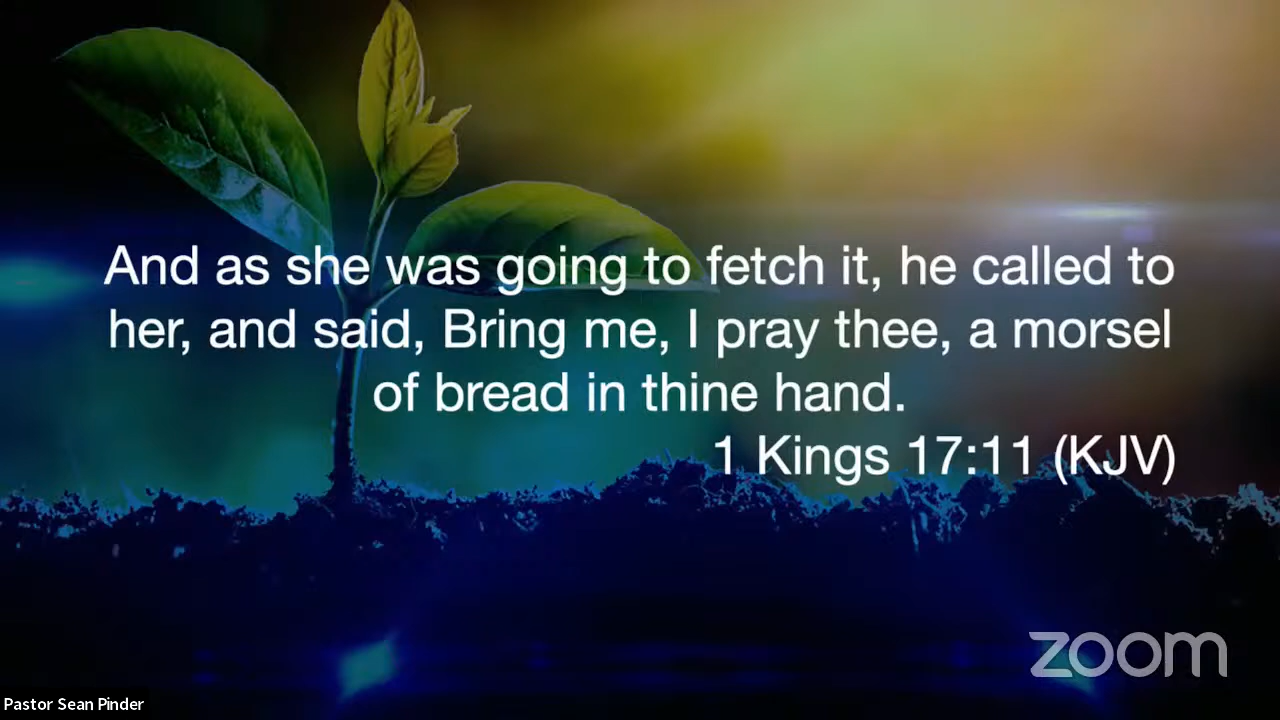 And as she was going to fetch it, he called to
her, and said, Bring me, I pray thee, a morsel
of bread in thine hand.
1 Kings 17:11 (KJV)
zoom
Pastor Sean Pinder